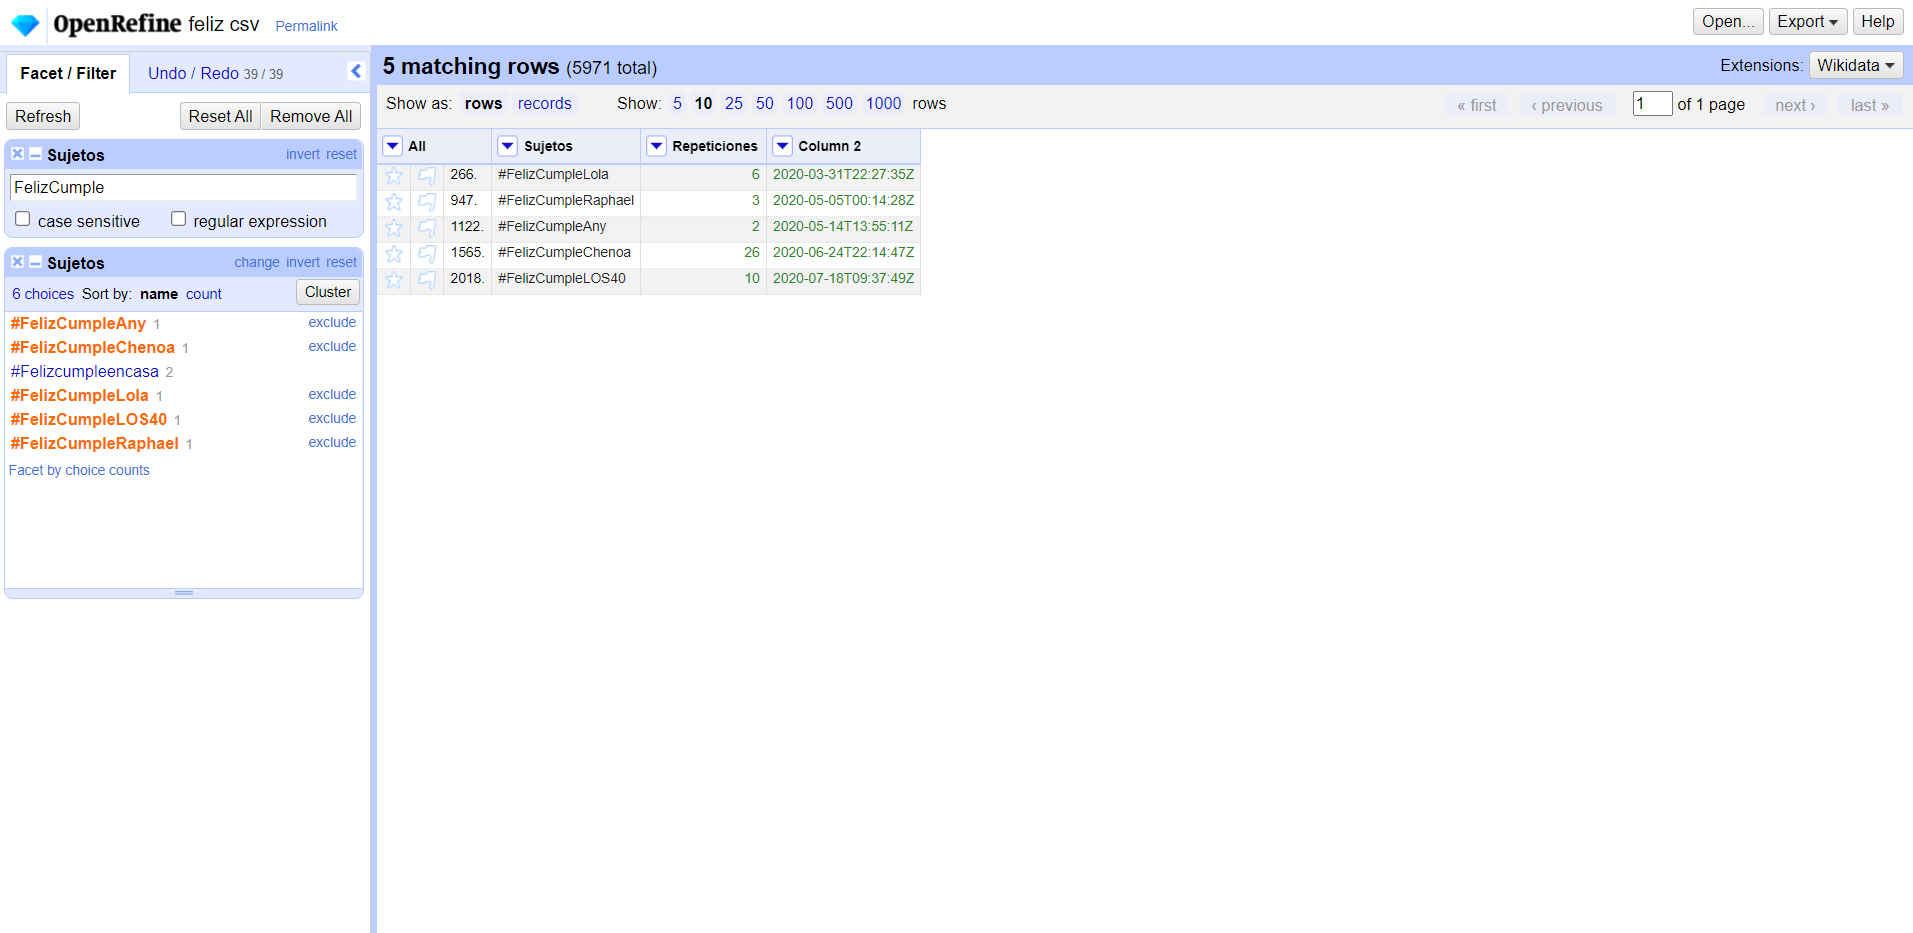 OpenRefine feliz csv Permalink
Open... Export Help
Facet / Filter Undo / Redo 39 / 39
Refresh Reset All Remove All
Sujetos invert reset
FelizCumple
case sensitive regular expression
Sujetos change invert reset
6 choices Sort by: name count Cluster
#FelizCumpleAny 1 exclude
#FelizCumpleChenoa 1 exclude
#Felizcumpleencasa 2
#FelizCumpleLola 1 exclude
#FelizCumpleLOS40 1 exclude
#FelizCumpleRaphael 1 exclude
Facet by choice counts
5 matching rows (5971 total)
Extensions: Wikidata
Show as: rows records Show: 5 10 25 50 100 500 1000 rows
« first ‹ previous 1 of 1 page next › last »
All Sujetos Repeticiones Column 2
266. #FelizCumpleLola 6 2020-03-31T22:27:35Z
947. #FelizCumpleRaphael 3 2020-05-05T00:14:28Z
1122. #FelizCumpleAny 2 2020-05-14T13:55:11Z
1565. #FelizCumpleChenoa 26 2020-06-24T22:14:47Z
2018. #FelizCumpleLOS40 10 2020-07-18T09:37:49Z